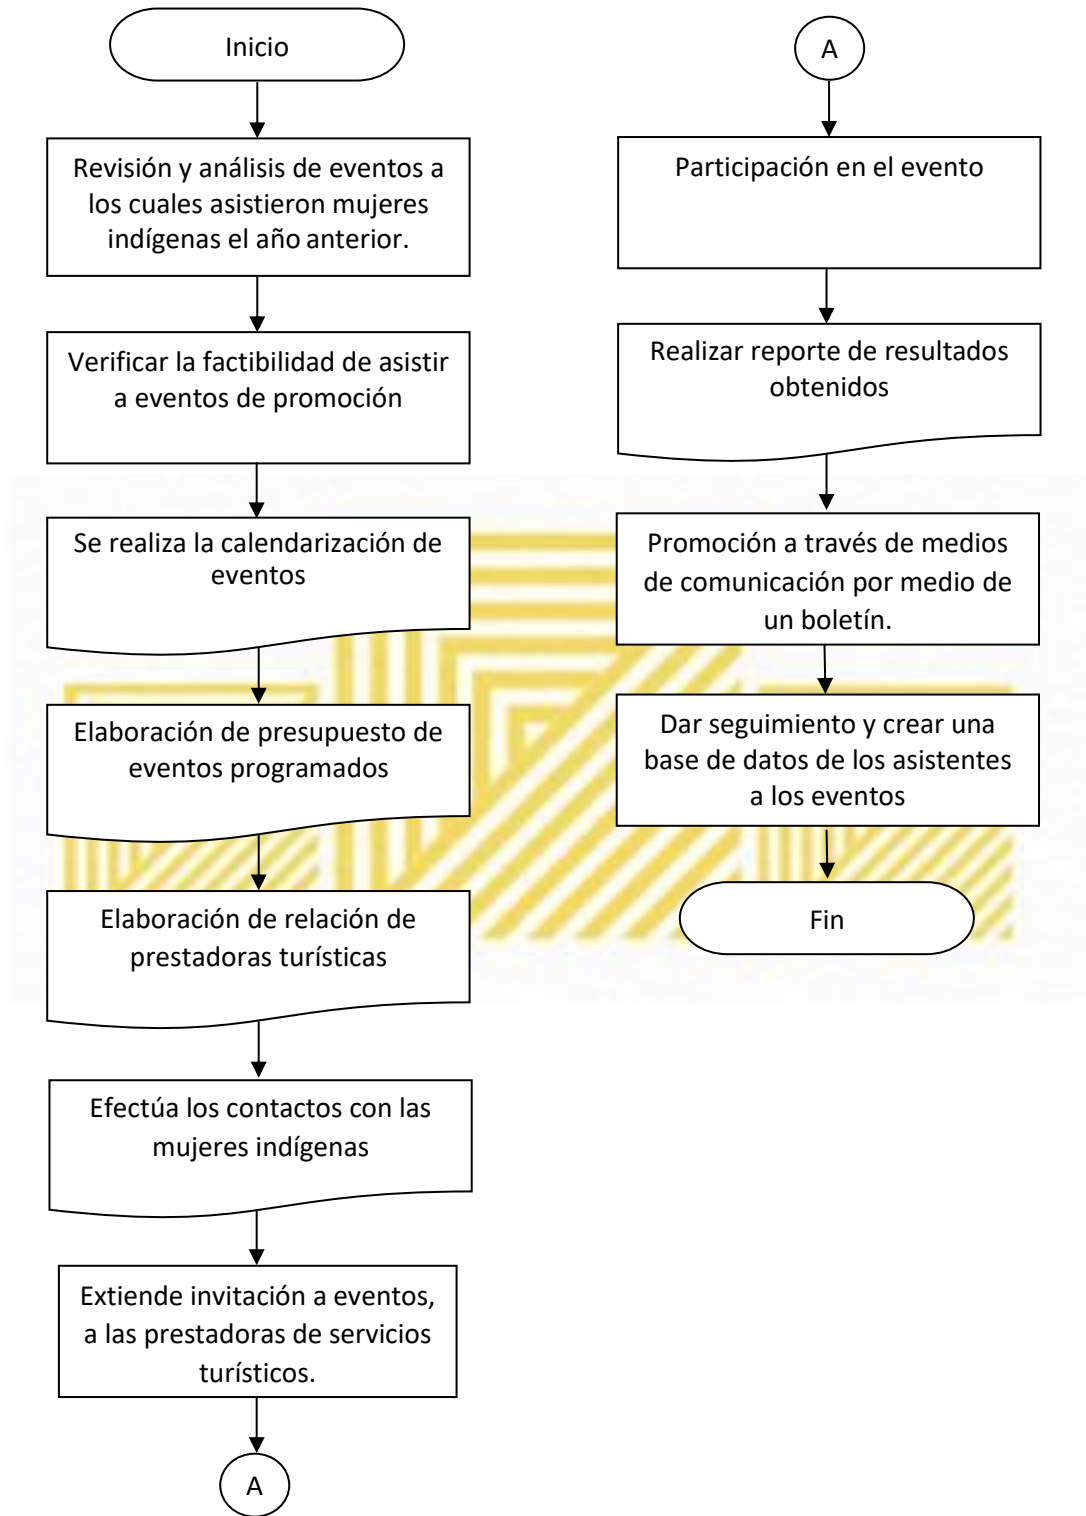 Inicio
Revisión y análisis de eventos a
los cuales asistieron mujeres
indígenas el año anterior.
Verificar la factibilidad de asistir
a eventos de promoción
Se realiza la calendarización de
eventos
Elaboración de presupuesto de
eventos programados
Elaboración de relación de
prestadoras turísticas
Efectúa los contactos con las
mujeres indígenas
Extiende invitación a eventos,
a las prestadoras de servicios
turísticos.
A
A
Participación en el evento
Realizar reporte de resultados
obtenidos
Promoción a través de medios
de comunicación por medio de
un boletín.
Dar seguimiento y crear una
base de datos de los asistentes
a los eventos
Fin